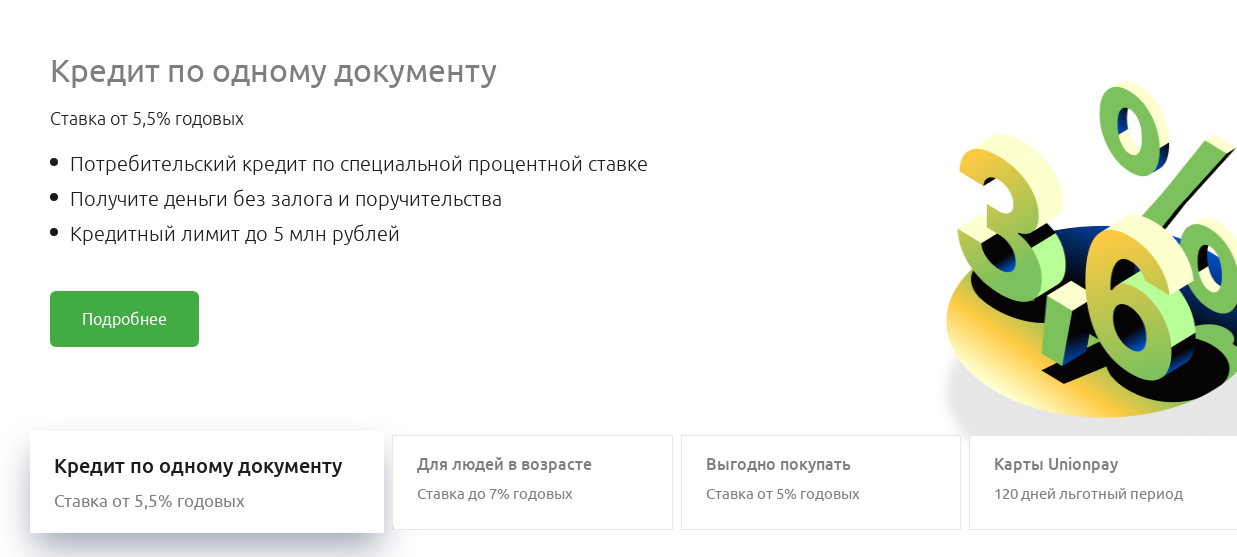 Кредит по одному документу
Ставка от 5,5% годовых
Потребительский кредит по специальной процентной ставке
Получите деньги без залога и поручительства
Кредитный лимит до 5 млн рублей
Подробнее
3,6%
Кредит по одному документу
Ставка от 5,5% годовых
Для людей в возрасте
Ставка до 7% годовых
Выгодно покупать
Ставка от 5% годовых
Карты Unionpay
120 дней льготный период